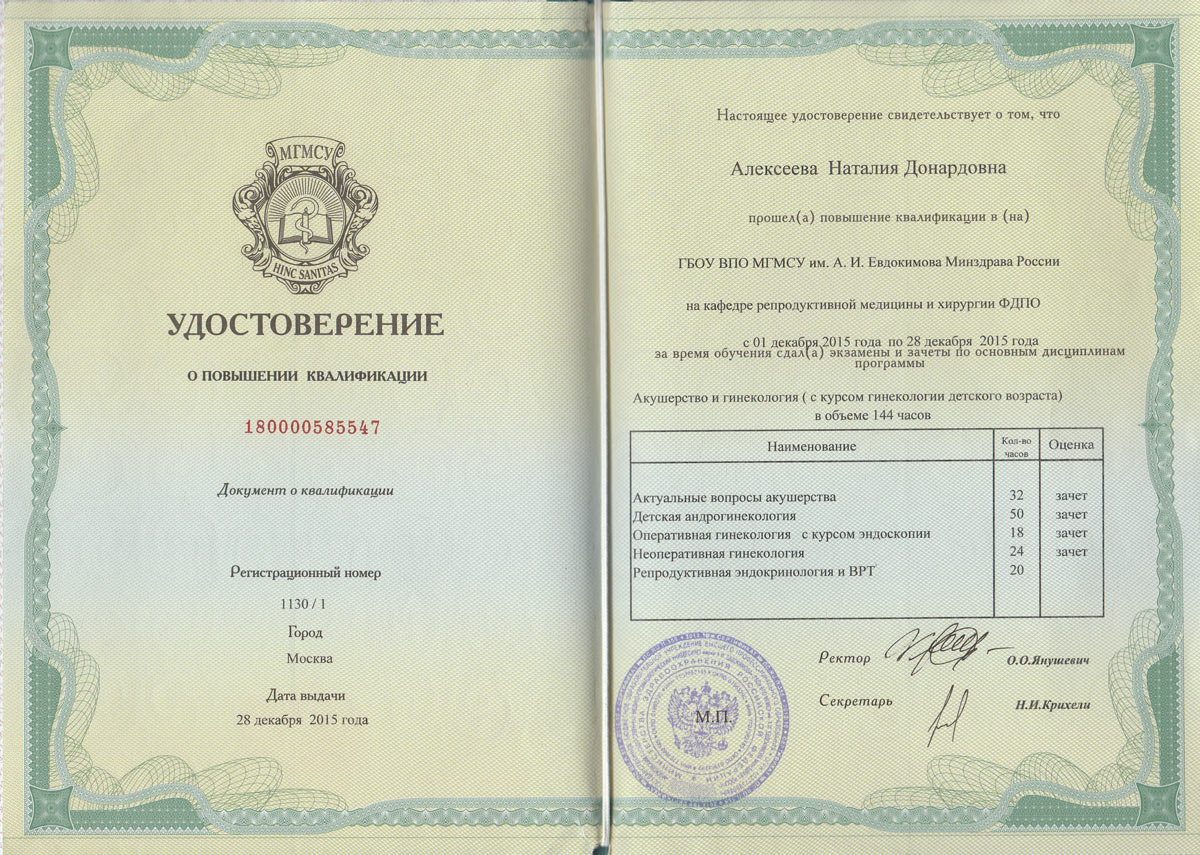 МГМСУ
HINC SANITAS
УДОСТОВЕРЕНИЕ
О ПОВЫШЕНИИ КВАЛИФИКАЦИИ
180000585547
Документ о квалификации
Регистрационный номер
1130 / 1
Город
Москва
Дата выдачи
28 декабря 2015 года
Настоящее удостоверение свидетельствует о том, что
Алексеева Наталия Донардовна
прошел(а) повышение квалификации в (на)
ГБОУ ВПО МГМСУ им. А. И. Евдокимова Минздрава России
на кафедре репродуктивной медицины и хирургии ФДПО
с 01 декабря 2015 года по 28 декабря 2015 года
за время обучения сдал(а) экзамены и зачеты по основным дисциплинам
программы
Акушерство и гинекология ( с курсом гинекологии детского возраста)
в объеме 144 часов
Наименование Кол-во часов Оценка
Актуальные вопросы акушерства 32 зачет
Детская андрогинекология 50 зачет
Оперативная гинекология с курсом эндоскопии 18 зачет
Неоперативная гинекология 24 зачет
Репродуктивная эндокринология и ВРТ 20
Ректор О.О.Янушевич
М.П.
Секретарь Н.И.Крихели